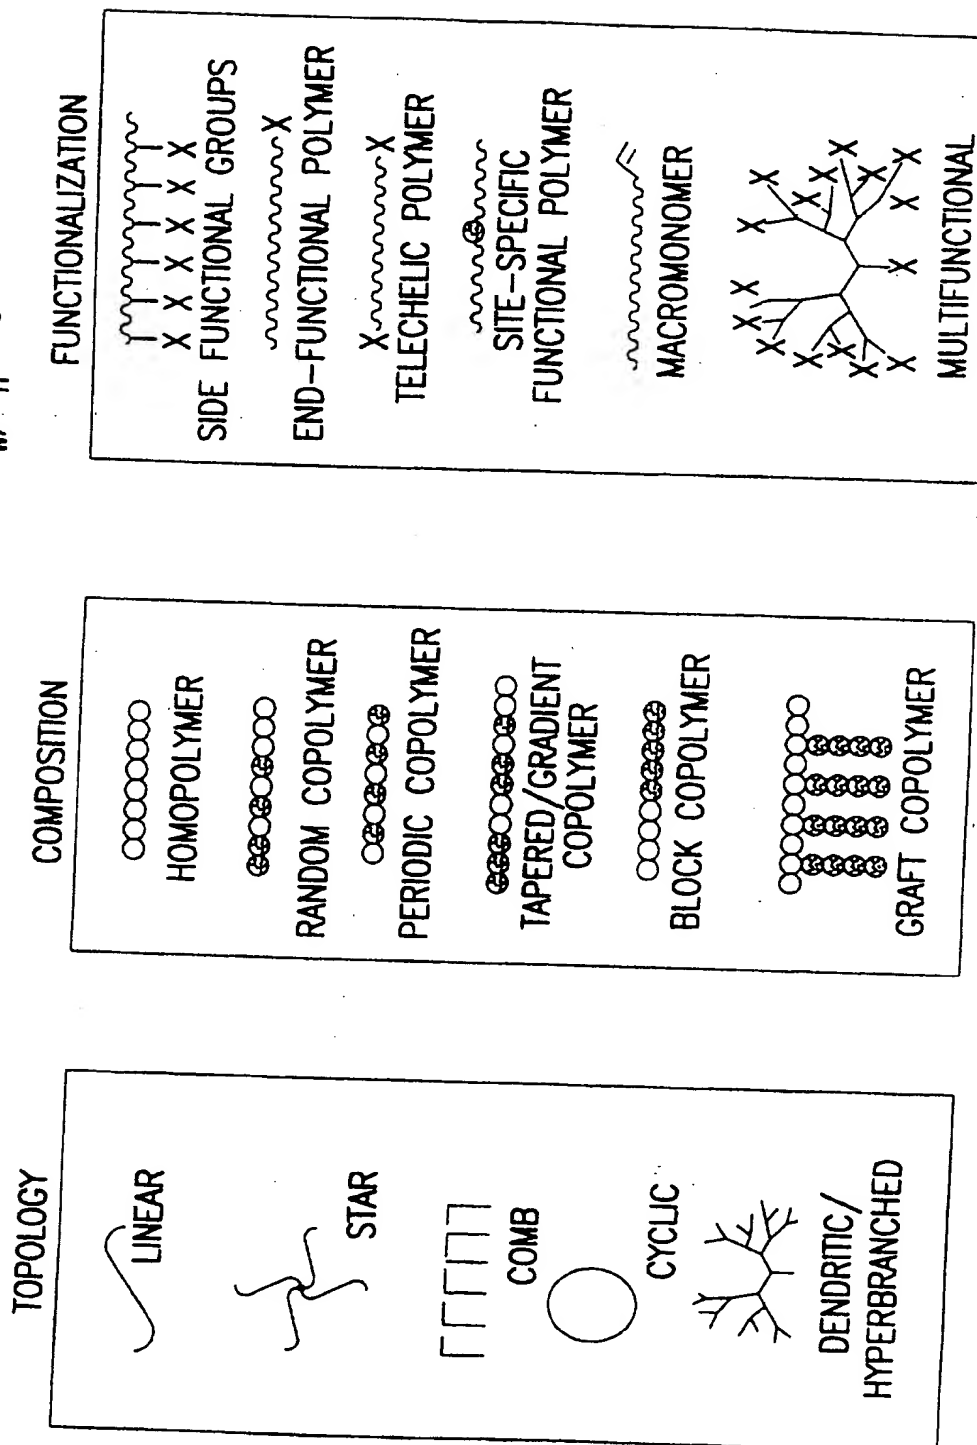 TOPOLOGY
LINEAR
STAR
COMB
CYCLIC
DENDRITIC/
HYPERBRANCHED
COMPOSITION
HOMOPOLYMER
RANDOM COPOLYMER
PERIODIC COPOLYMER
TAPERED/GRADIENT
COPOLYMER
BLOCK COPOLYMER
GRAFT COPOLYMER
FUNCTIONALIZATION
X X X X X X
SIDE FUNCTIONAL GROUPS
X
END-FUNCTIONAL POLYMER
X X
TELECHELIC POLYMER
SITE-SPECIFIC
FUNCTIONAL POLYMER
MACROMONOMER
X X X X X X X X X X X X X X X X X
MULTIFUNCTIONAL